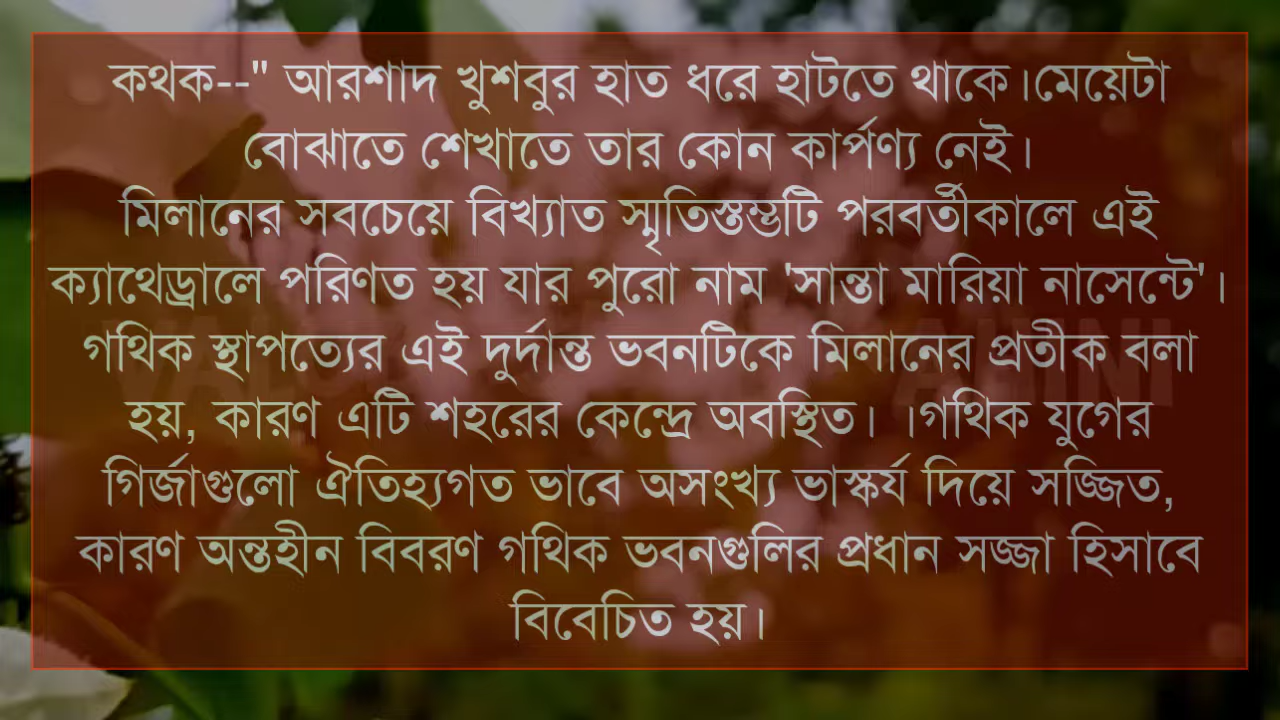 কথক--" আরশাদ খুশবুর হাত ধরে হাটতে থাকে।মেয়েটা
বোঝাতে শেখাতে তার কোন কার্পণ্য নেই।
মিলানের সবচেয়ে বিখ্যাত স্মৃতিস্তম্ভটি পরবর্তীকালে এই
ক্যাথেড্রালে পরিণত হয় যার পুরো নাম 'সান্তা মারিয়া নাসেন্টে'।
গথিক স্থাপত্যের এই দুর্দান্ত ভবনটিকে মিলানের প্রতীক বলা
হয়, কারণ এটি শহরের কেন্দ্রে অবস্থিত। ।গথিক যুগের
গির্জাগুলো ঐতিহ্যগত ভাবে অসংখ্য ভাস্কর্য দিয়ে সজ্জিত,
কারণ অন্তহীন বিবরণ গথিক ভবনগুলির প্রধান সজ্জা হিসাবে
বিবেচিত হয়।